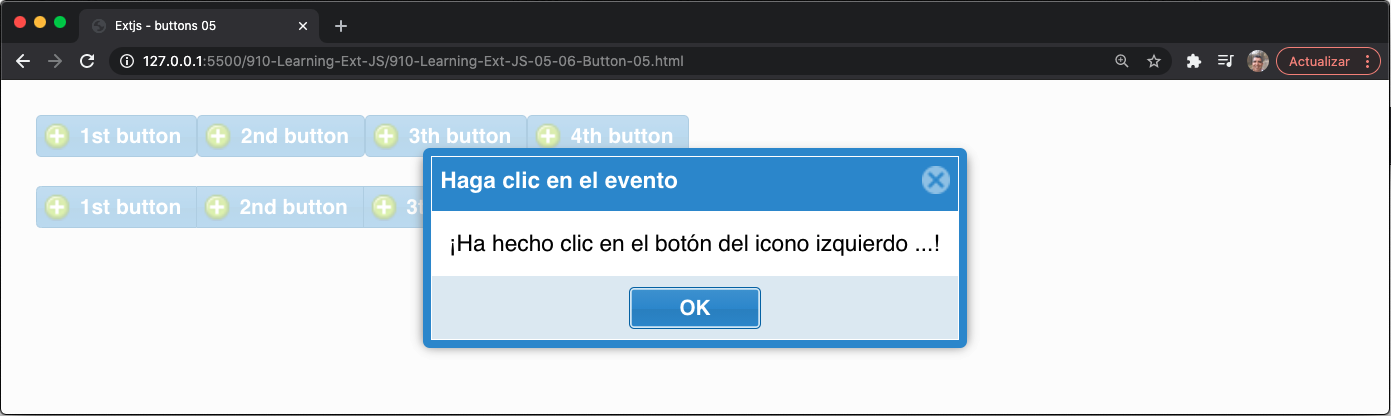 Extjs - buttons 05
127.0.0.1:5500/910-Learning-Ext-JS/910-Learning-Ext-JS-05-06-Button-05.html
Actualizar
1st button 2nd button 3th button 4th button
1st button 2nd button 3t
Haga clic en el evento
¡Ha hecho clic en el botón del icono izquierdo ...!
OK